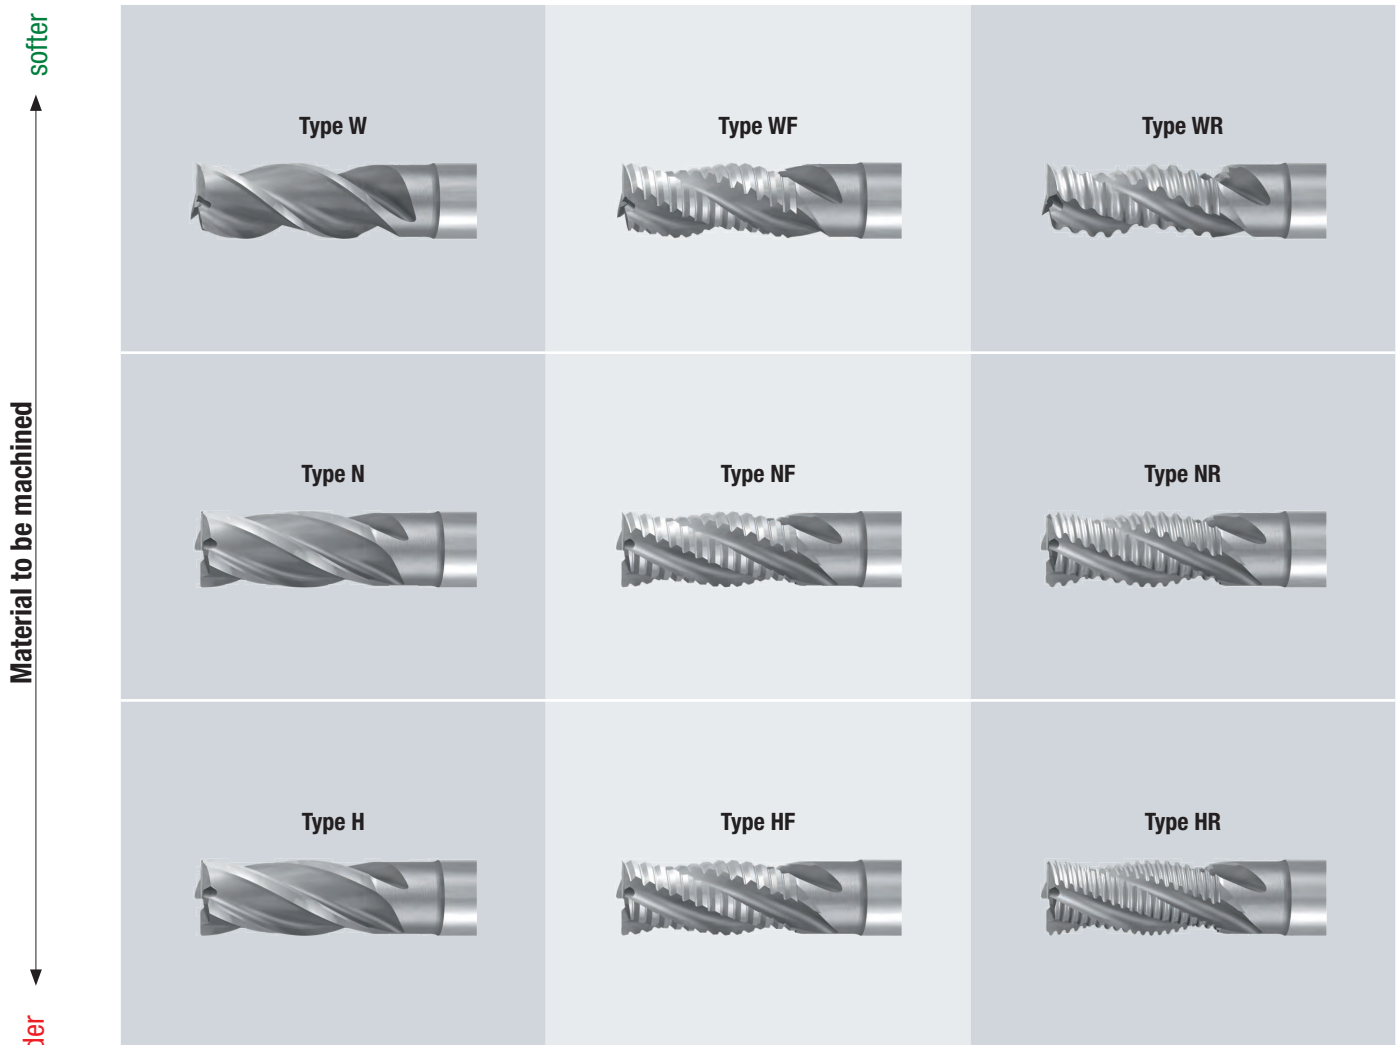 softer
Type W
Type WF
Type WR
Material to be machined
Type N
Type NF
Type NR
Type H
Type HF
Type HR